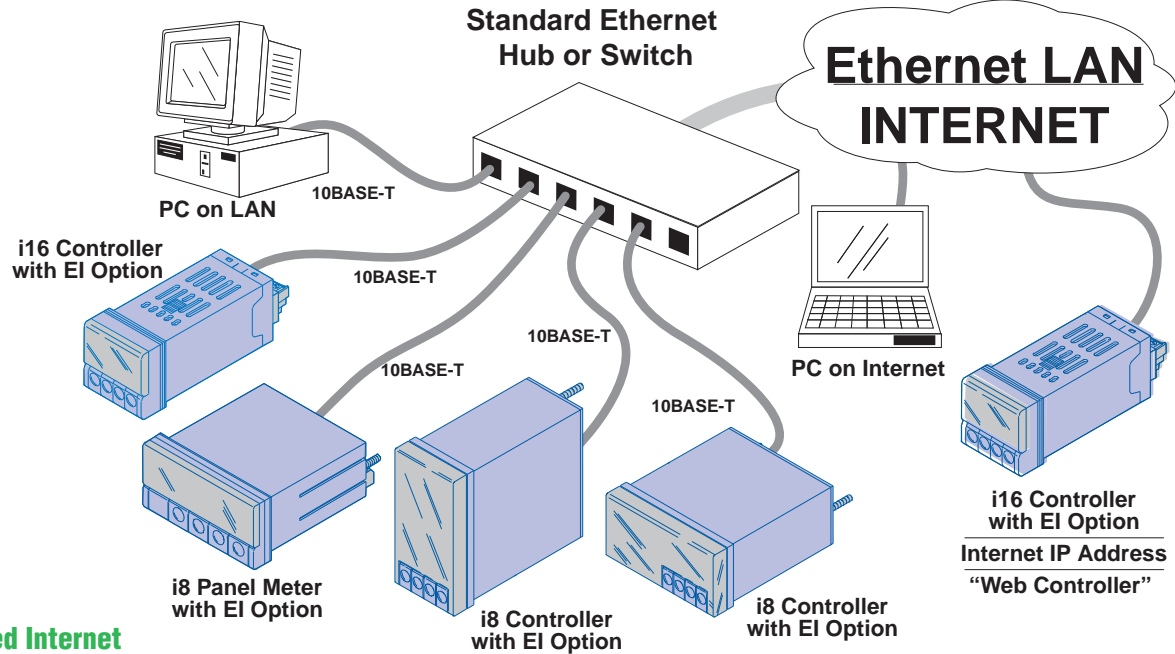 Standard Ethernet
Hub or Switch
Ethernet LAN
INTERNET
10BASE-T
PC on LAN
i16 Controller
with EI Option
10BASE-T
10BASE-T
10BASE-T
10BASE-T
PC on Internet
i8 Panel Meter
with EI Option
i8 Controller
with EI Option
i8 Controller
with EI Option
i16 Controller
with EI Option
Internet IP Address
“Web Controller”
ed Internet